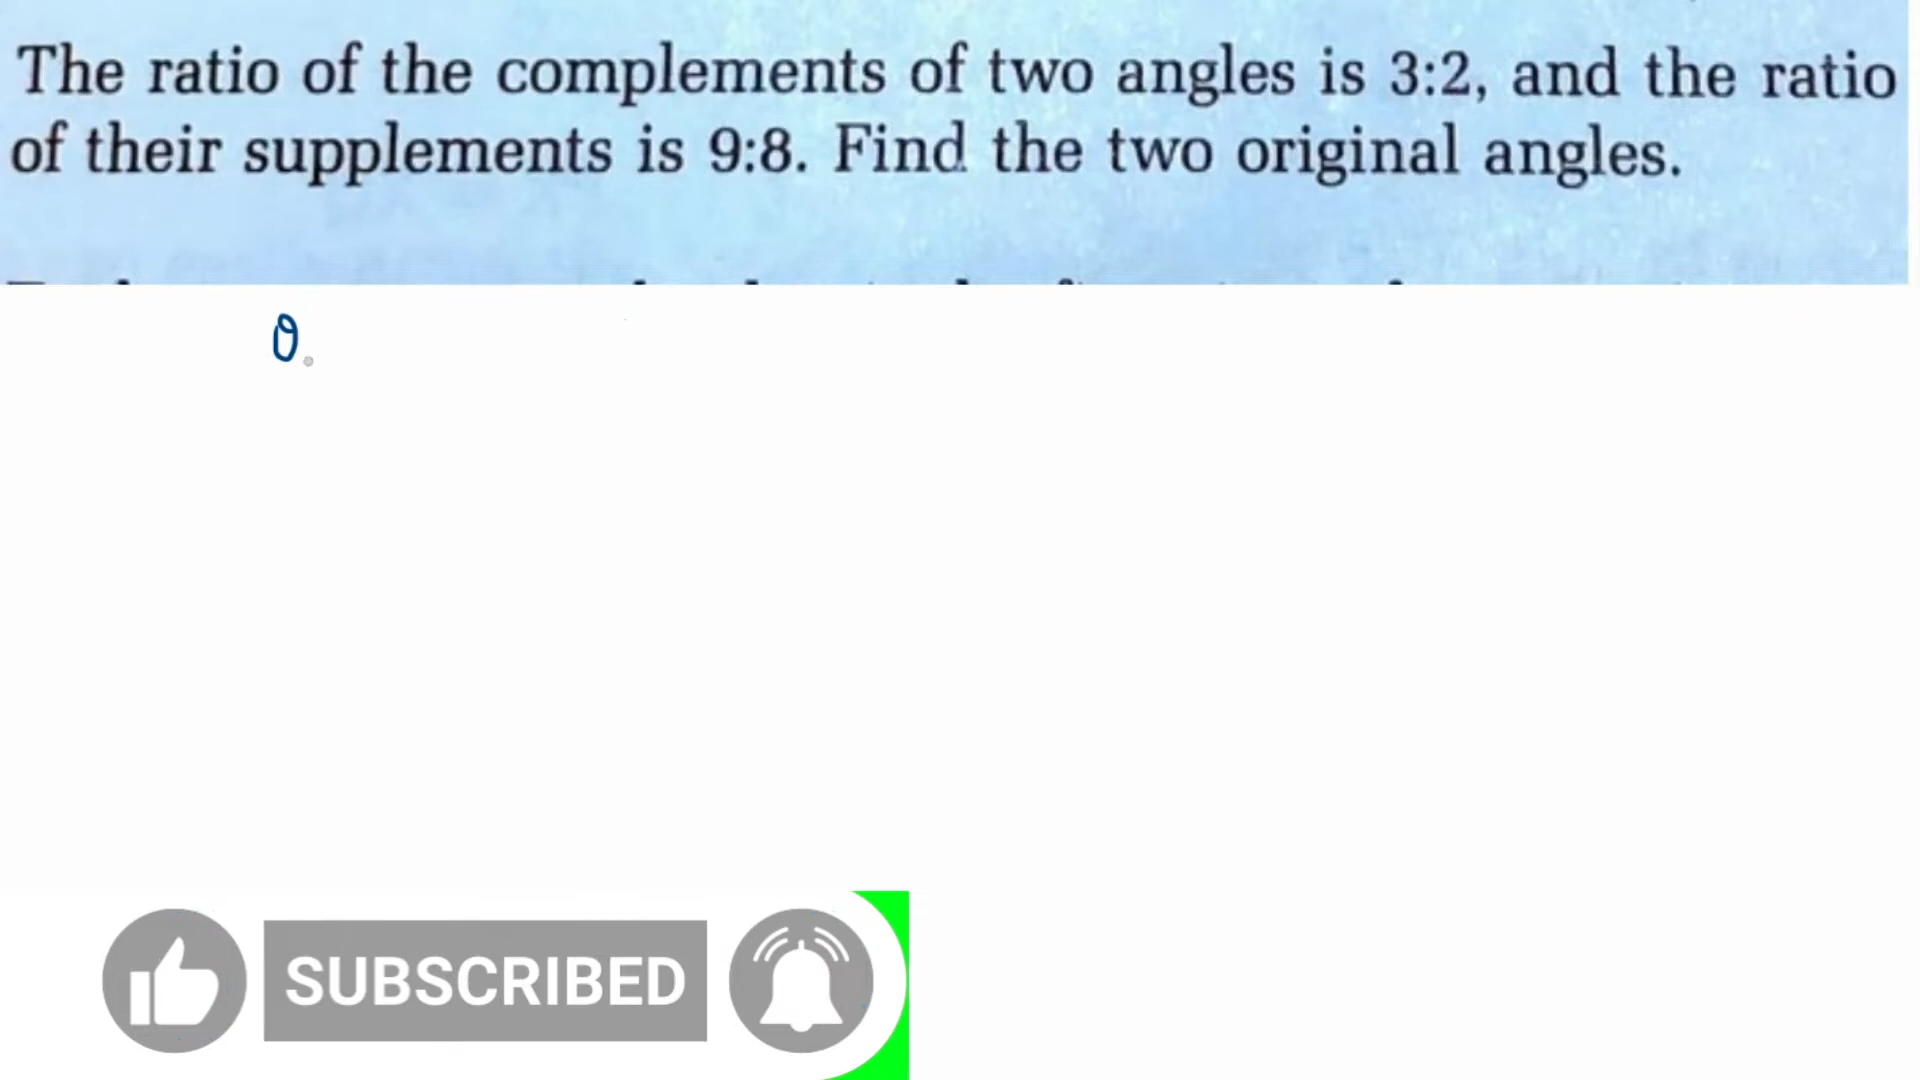 The ratio of the complements of two angles is 3:2, and the ratio
of their supplements is 9:8. Find the two original angles.
θ
SUBSCRIBED